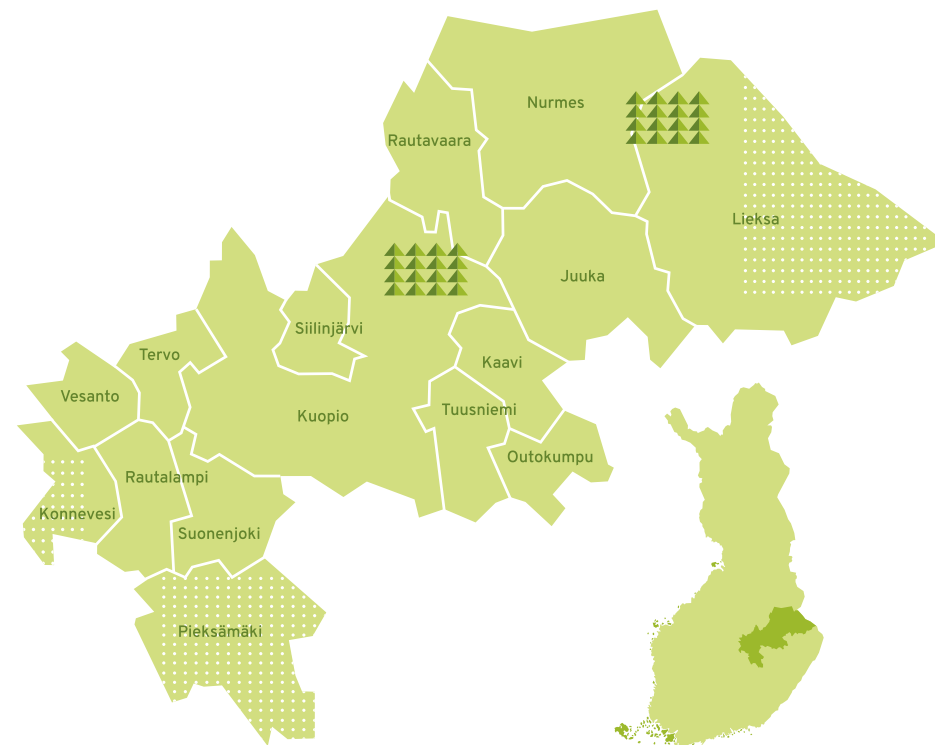 Nurmes
Rautavaara
Lieksa
Juuka
Siilinjärvi
Tervo
Kaavi
Vesanto
Tuusniemi
Kuopio
Outokumpu
Rautalampi
Konnevesi
Suonenjoki
Pieksämäki